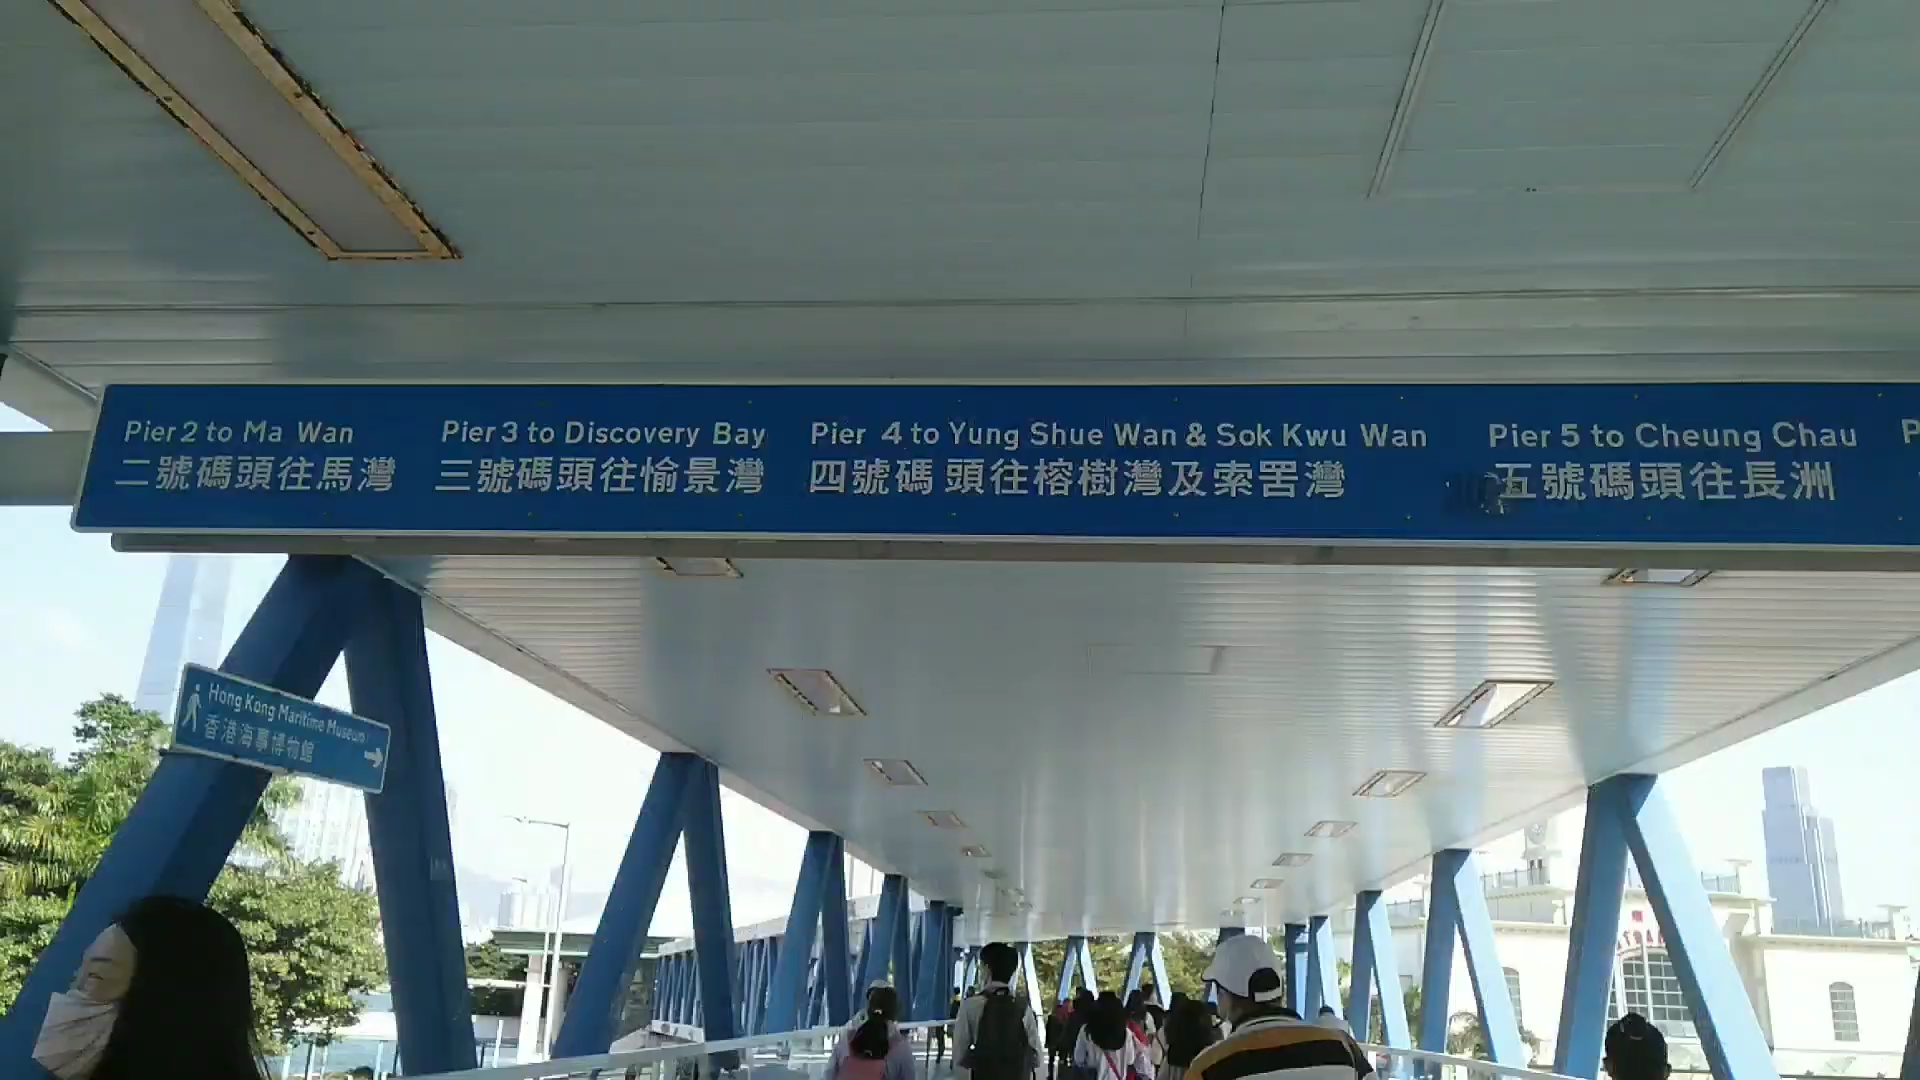 Pier 2 to Ma Wan
二號碼頭往馬灣
Pier 3 to Discovery Bay
三號碼頭往愉景灣
Pier 4 to Yung Shue Wan & Sok Kwu Wan
四號碼頭往榕樹灣及索罟灣
Pier 5 to Cheung Chau
五號碼頭往長洲
Hong Kong Maritime Museum
香港海事博物館